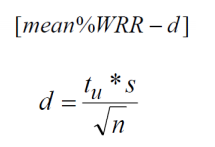 [mean%WRR – d]
d = t_u * s / √n